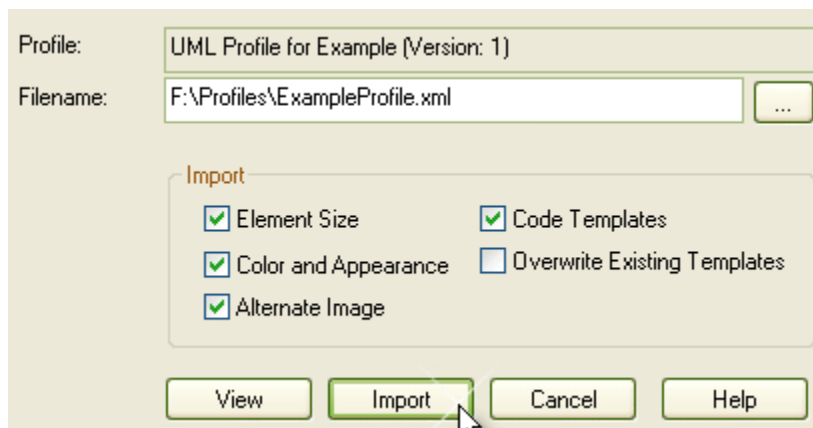 Profile: UML Profile for Example (Version: 1)
Filename: F:\Profiles\ExampleProfile.xml ...
Import
Element Size Code Templates
Color and Appearance Overwrite Existing Templates
Alternate Image
View Import Cancel Help